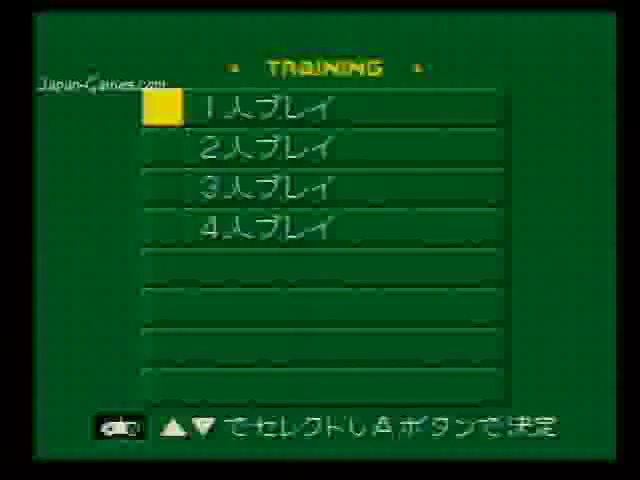 TRAINING
Japan-Games.com
1人プレイ
2人プレイ
3人プレイ
4人プレイ
▲▼でセレクトしAボタンで決定